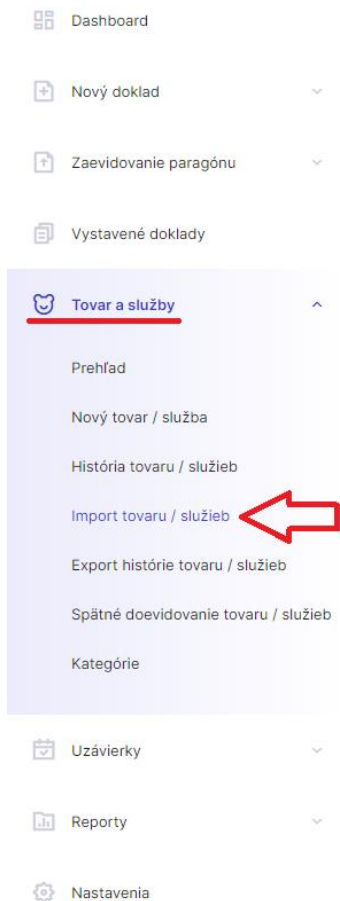 Dashboard
Nový doklad
Zaevidovanie paragónu
Vystavené doklady
Tovar a služby
Prehľad
Nový tovar / služba
História tovaru / služieb
Import tovaru / služieb
Export histórie tovaru / služieb
Spätné doevidovanie tovaru / služieb
Kategórie
Uzávierky
Reporty
Nastavenia